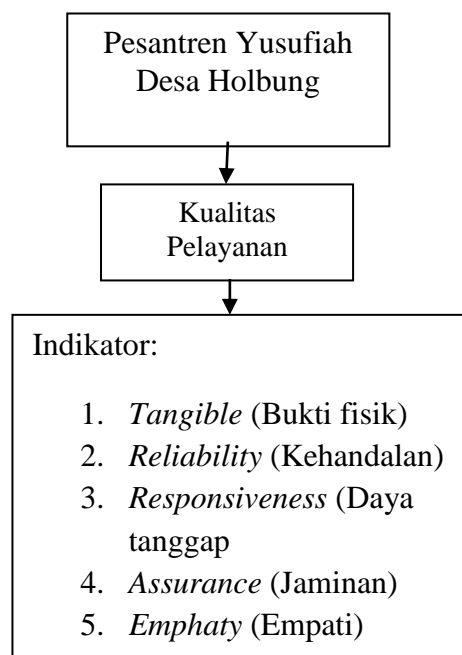 Pesantren Yusufiah
Desa Holbung
Kualitas
Pelayanan
Indikator:
1. Tangible (Bukti fisik)
2. Reliability (Kehandalan)
3. Responsiveness (Daya
tanggap
4. Assurance (Jaminan)
5. Emphaty (Empati)